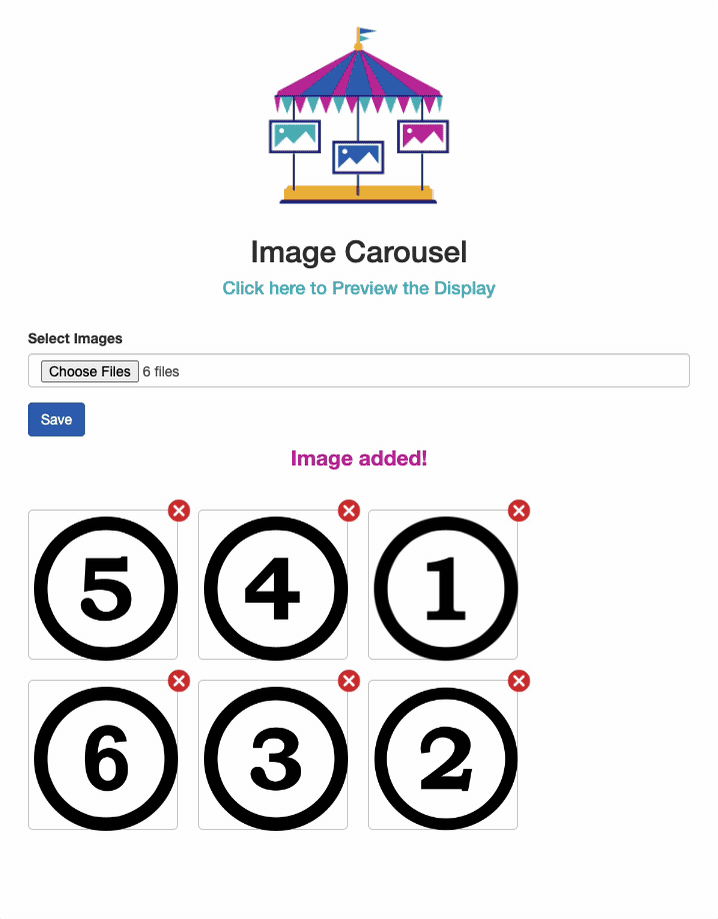 Image Carousel
Click here to Preview the Display
Select Images
Choose Files 6 files
Save
Image added!
5 4 1
6 3 2